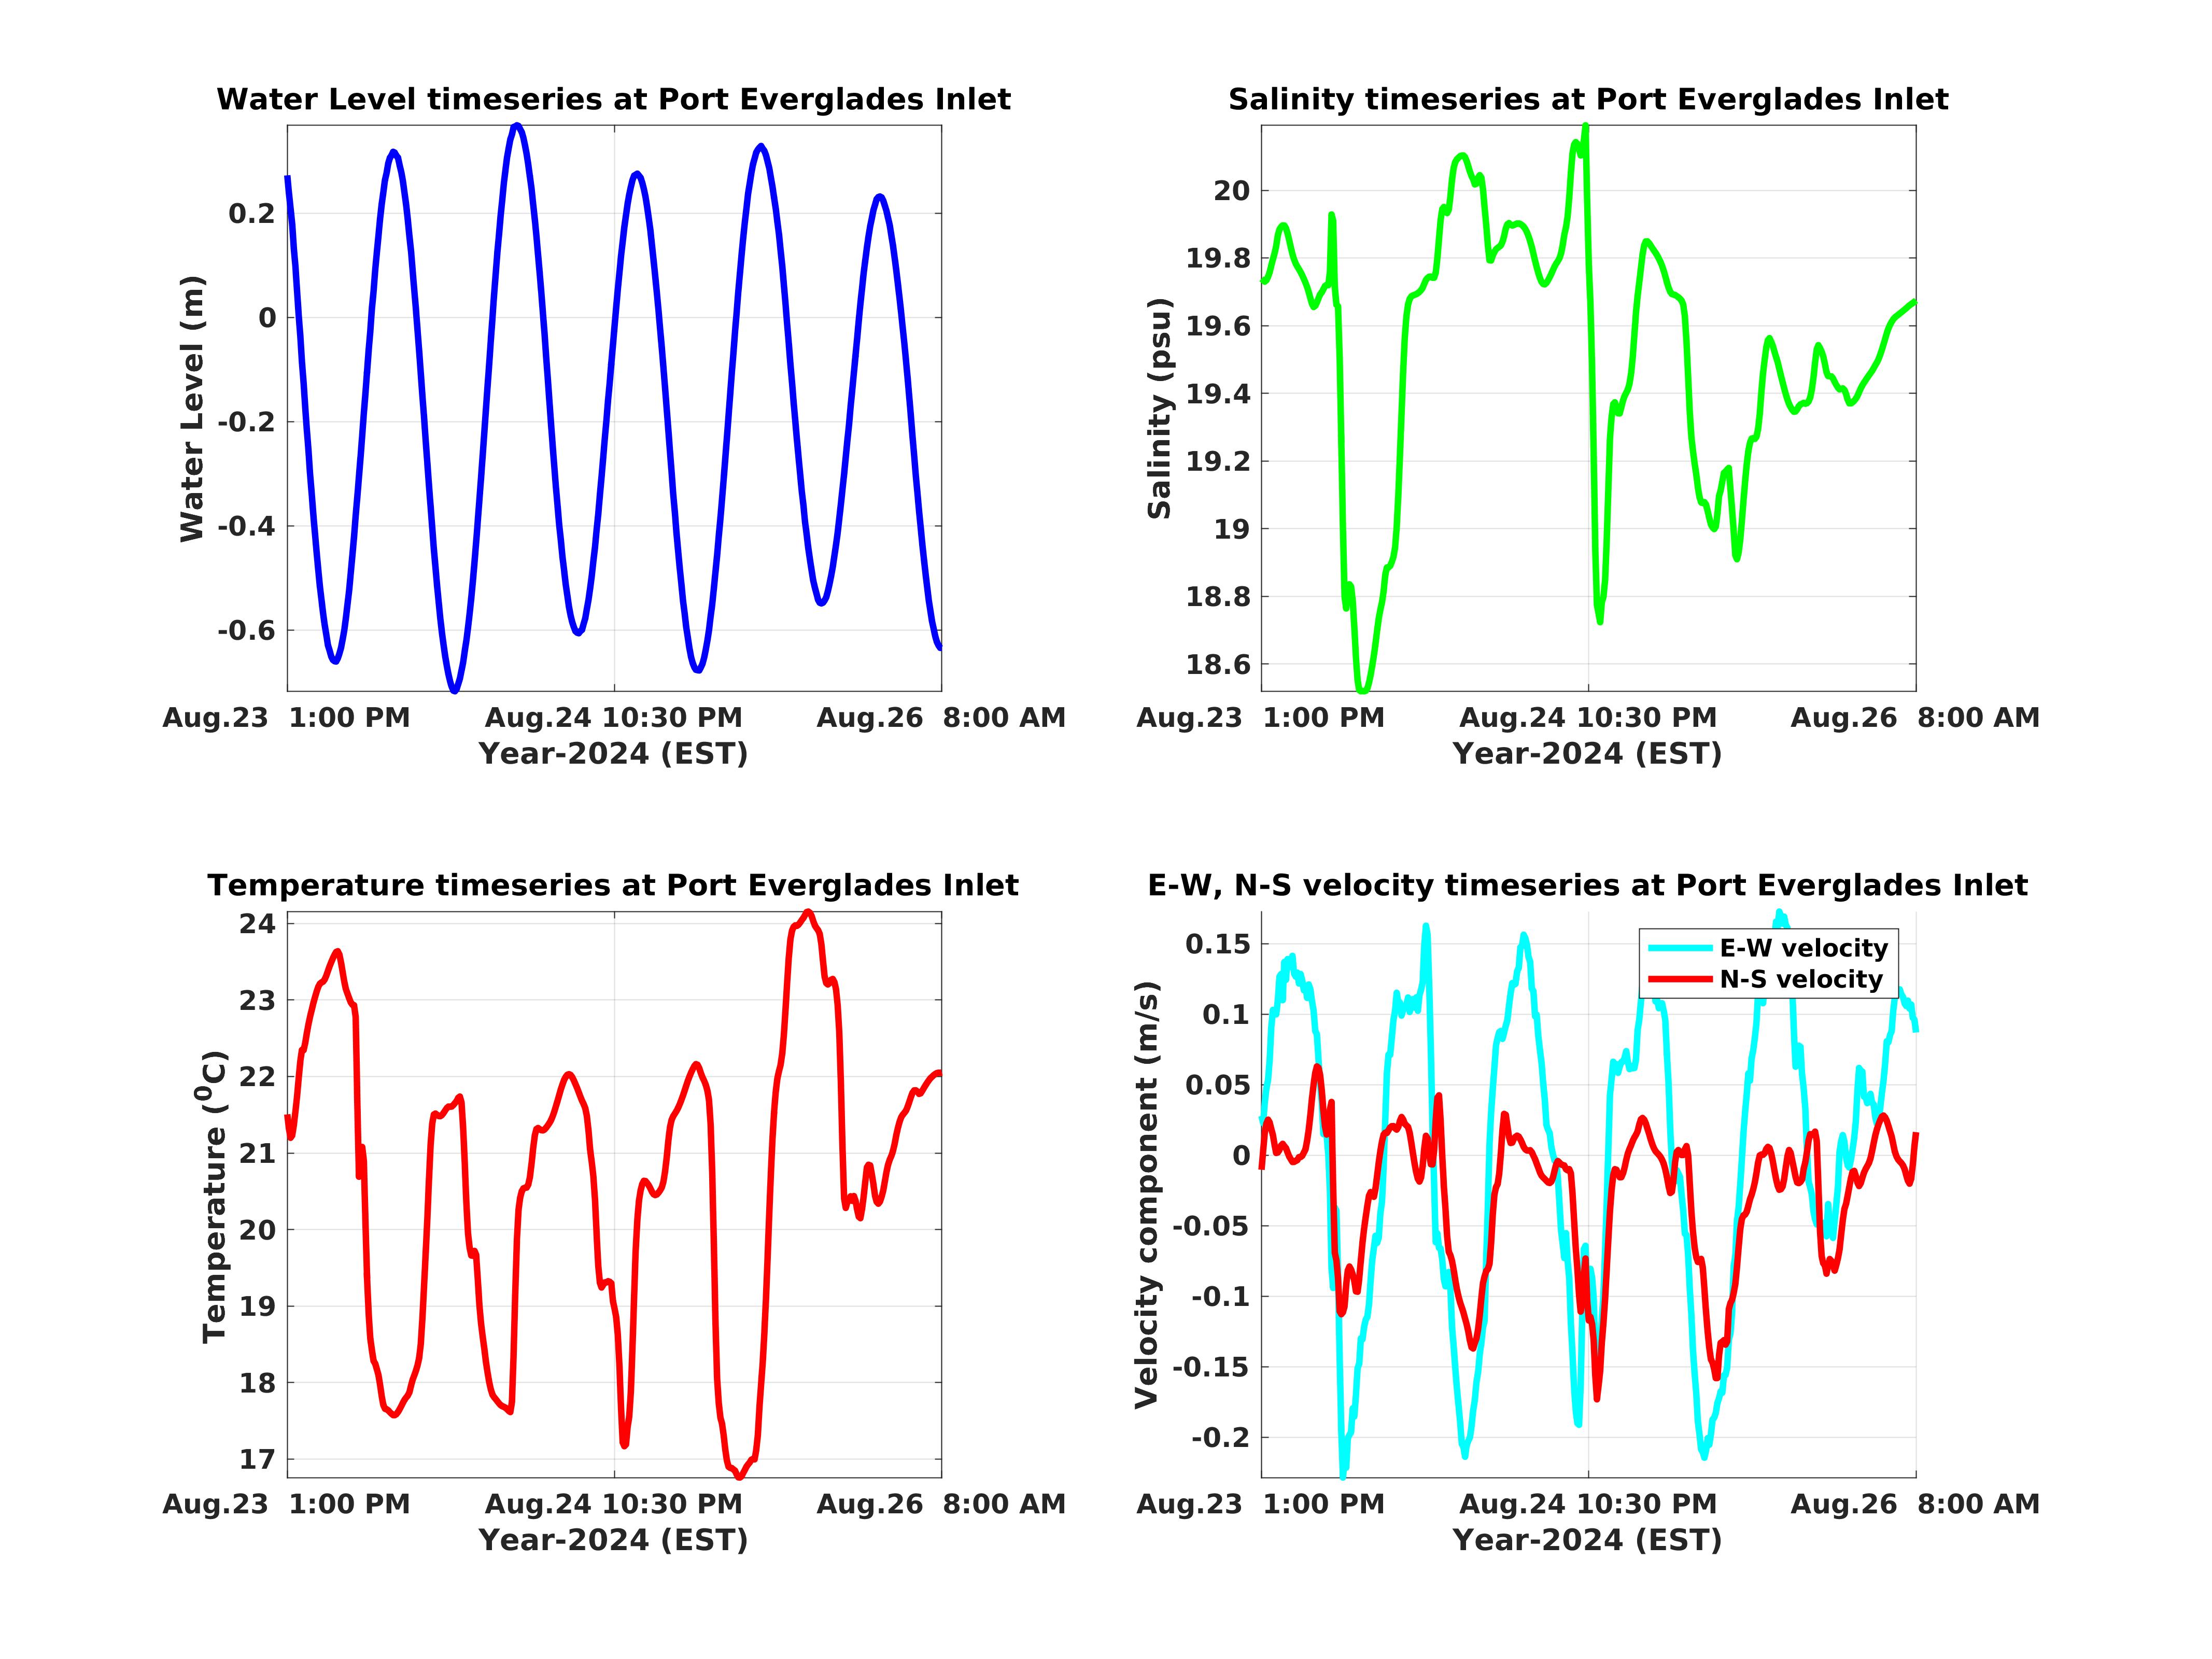 Water Level timeseries at Port Everglades Inlet
Water Level (m)
0.2
0
-0.2
-0.4
-0.6
Aug.23 1:00 PM
Aug.24 10:30 PM
Aug.26 8:00 AM
Year-2024 (EST)
Salinity timeseries at Port Everglades Inlet
Salinity (psu)
20
19.8
19.6
19.4
19.2
19
18.8
18.6
Aug.23 1:00 PM
Aug.24 10:30 PM
Aug.26 8:00 AM
Year-2024 (EST)
Temperature timeseries at Port Everglades Inlet
Temperature (⁰C)
24
23
22
21
20
19
18
17
Aug.23 1:00 PM
Aug.24 10:30 PM
Aug.26 8:00 AM
Year-2024 (EST)
E-W, N-S velocity timeseries at Port Everglades Inlet
Velocity component (m/s)
0.15
0.1
0.05
0
-0.05
-0.1
-0.15
-0.2
E-W velocity
N-S velocity
Aug.23 1:00 PM
Aug.24 10:30 PM
Aug.26 8:00 AM
Year-2024 (EST)